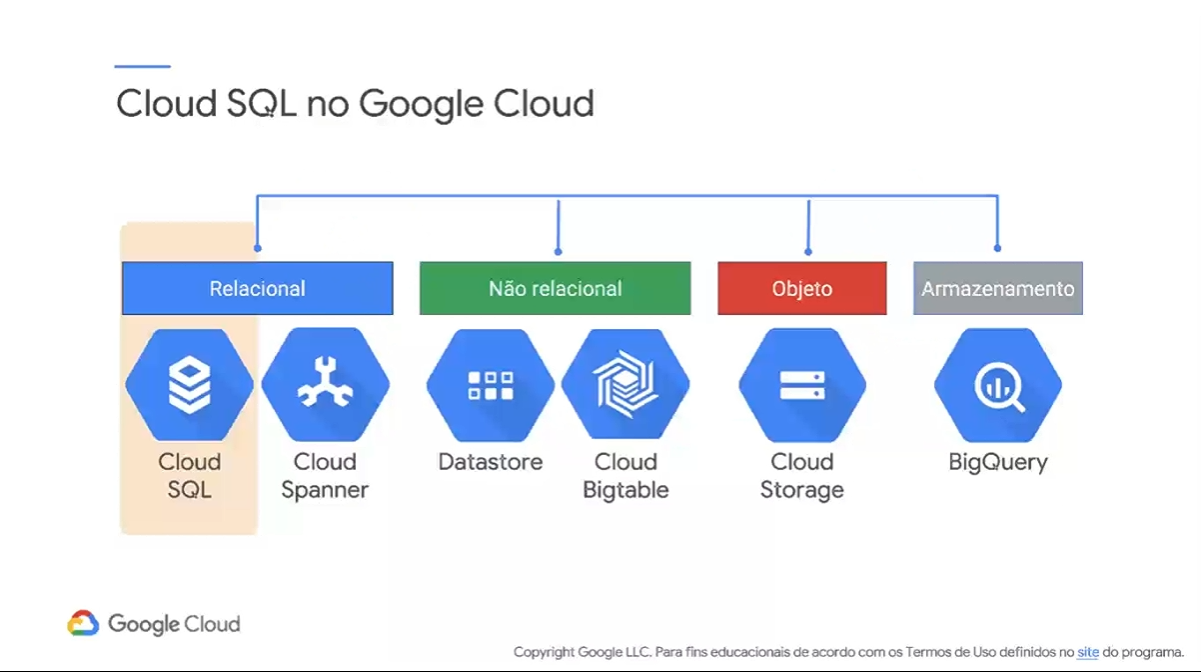 Cloud SQL no Google Cloud
Relacional
Não relacional
Objeto
Armazenamento
Cloud
SQL
Cloud
Spanner
Datastore
Cloud
Bigtable
Cloud
Storage
BigQuery
Google Cloud
Copyright Google LLC. Para fins educacionais de acordo com os Termos de Uso definidos no site do programa.